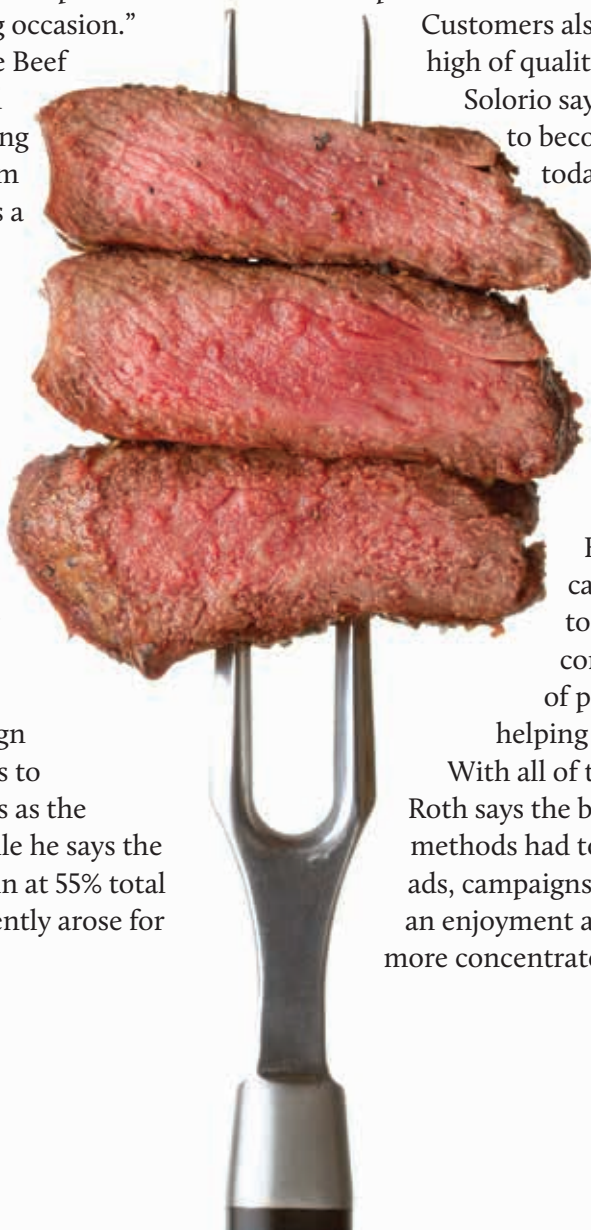 g occasion.”
e Beef
ng
m
s a
gn
s to
s as the
le he says the
in at 55% total
ently arose for
Customers als
high of qualit
Solorio say
to beco
toda
ca
to
con
of p
helping
With all of t
Roth says the b
methods had to
ads, campaigns
an enjoyment a
more concentrate